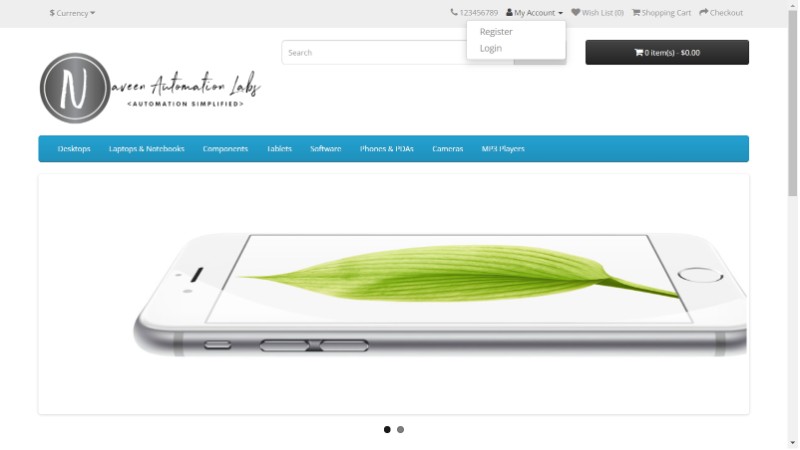 $ Currency 123456789 My Account Wish List (0) Shopping Cart Checkout
Register
Login
Search
0 item(s) - $0.00
N
aveen Automation Labs
<AUTOMATION SIMPLIFIED>
Desktops Laptops & Notebooks Components Tablets Software Phones & PDAs Cameras MP3 Players